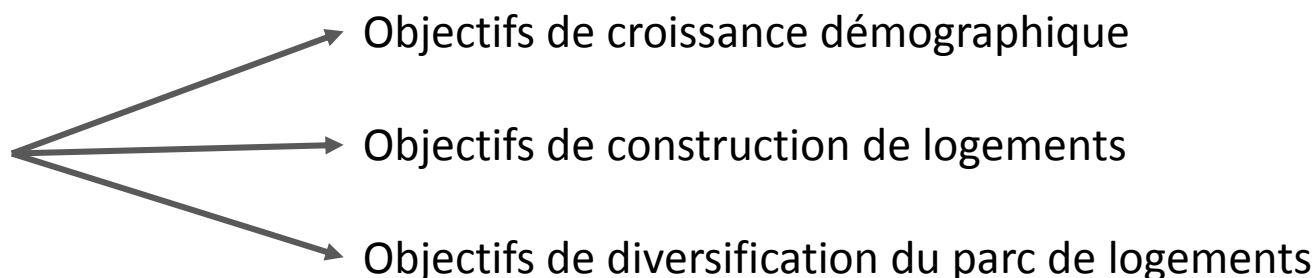 Objectifs de croissance démographique
Objectifs de construction de logements
Objectifs de diversification du parc de logements